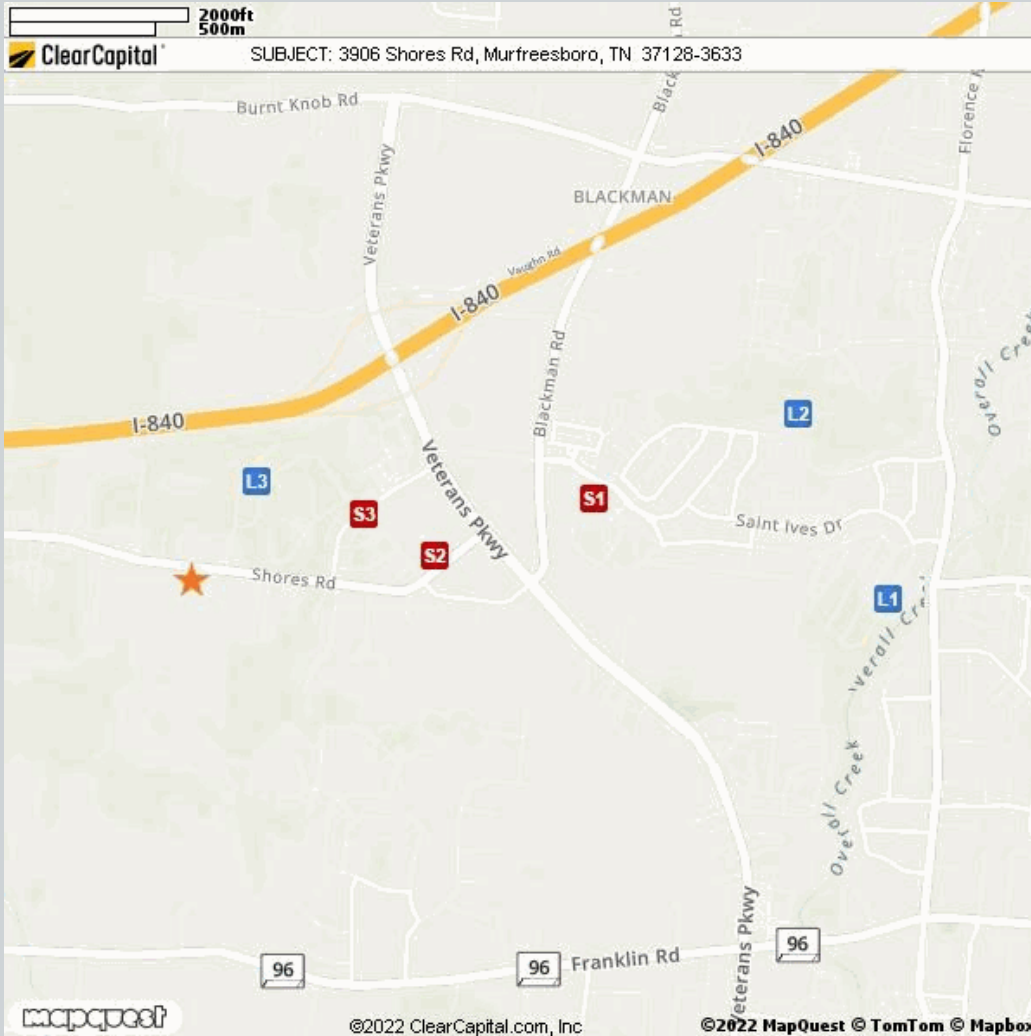 2000ft
500m
ClearCapital
SUBJECT: 3906 Shores Rd, Murfreesboro, TN 37128-3633
Rd
Burnt Knob Rd
Black
Florence R
I-840
BLACKMAN
Veterans Pkwy
Vaughn Rd
I-840
Overall Creek
Blackman Rd
I-840
L2
Veterans Pkwy
L3
S1
S3
Saint Ives Dr
S2
Shores Rd
L1
verall Cre
Overall Creek
Veterans Pkwy
96
96
96
Franklin Rd
mapquest
©2022 ClearCapital.com, Inc
©2022 MapQuest © TomTom © Mapbox